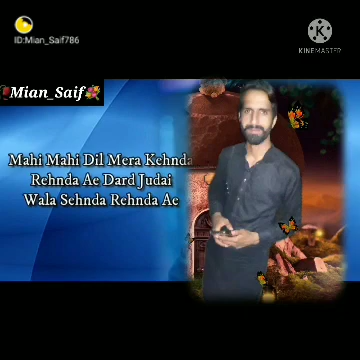 ID:Mian_Saif786
KINEMASTER
Mian_Saif
Mahi Mahi Dil Mera Kehnda
Rehnda Ae Dard Judai
Wala Sehnda Rehnda Ae